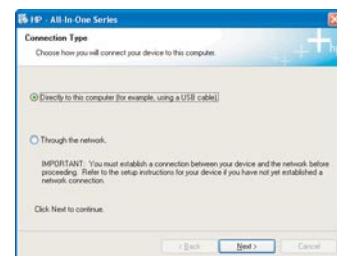 HP - All-In-One Series
Connection Type
Choose how you will connect your device to this computer.
Directly to this computer (for example, using a USB cable)
Through the network.
IMPORTANT: You must establish a connection between your device and the network before
proceeding. Refer to the setup instructions for your device if you have not yet established a
network connection.
Click Next to continue.
< Back
Next >
Cancel